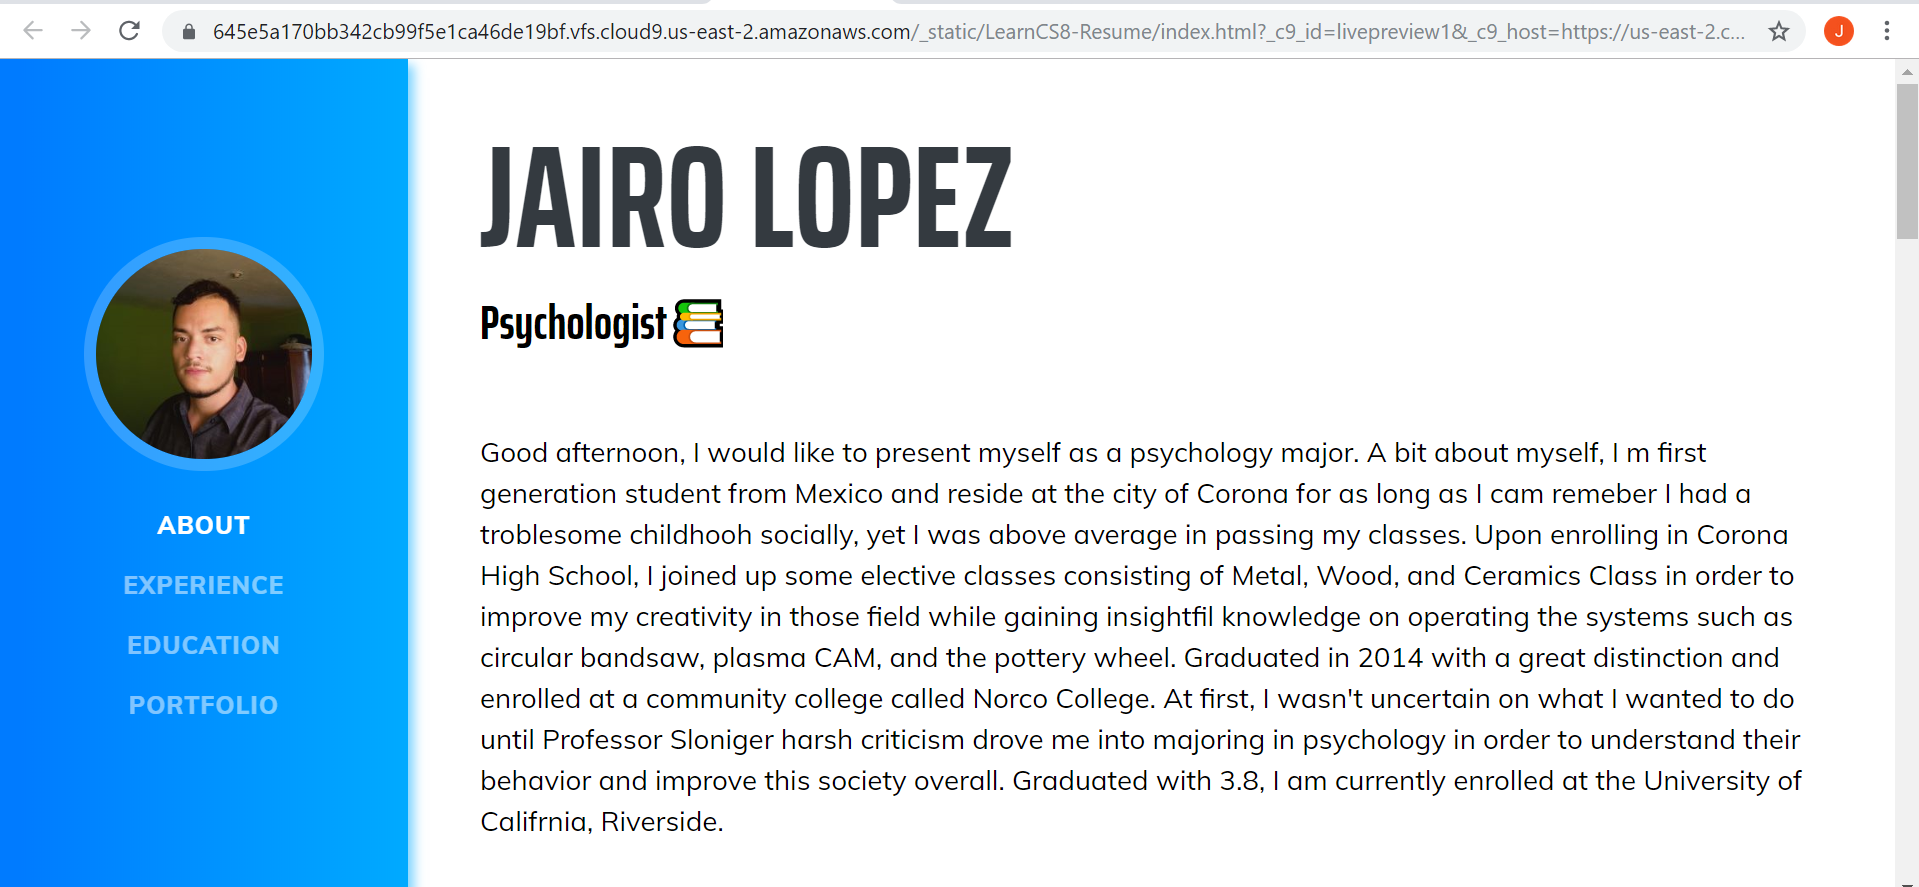 645e5a170bb342cb99f5e1ca46de19bf.vfs.cloud9.us-east-2.amazonaws.com/_static/LearnCS8-Resume/index.html?_c9_id=livepreview1&_c9_host=https://us-east-2.c...
J
JAIRO LOPEZ
Psychologist
Good afternoon, I would like to present myself as a psychology major. A bit about myself, I m first
generation student from Mexico and reside at the city of Corona for as long as I cam remeber I had a
troblesome childhooh socially, yet I was above average in passing my classes. Upon enrolling in Corona
High School, I joined up some elective classes consisting of Metal, Wood, and Ceramics Class in order to
improve my creativity in those field while gaining insightfil knowledge on operating the systems such as
circular bandsaw, plasma CAM, and the pottery wheel. Graduated in 2014 with a great distinction and
enrolled at a community college called Norco College. At first, I wasn't uncertain on what I wanted to do
until Professor Sloniger harsh criticism drove me into majoring in psychology in order to understand their
behavior and improve this society overall. Graduated with 3.8, I am currently enrolled at the University of
Califrnia, Riverside.
ABOUT
EXPERIENCE
EDUCATION
PORTFOLIO